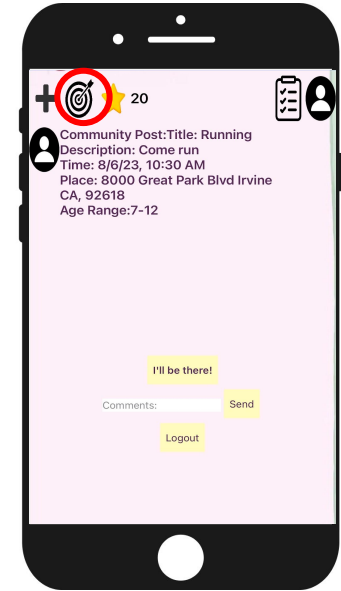 20
Community Post:Title: Running
Description: Come run
Time: 8/6/23, 10:30 AM
Place: 8000 Great Park Blvd Irvine
CA, 92618
Age Range:7-12
I'll be there!
Comments: Send
Logout